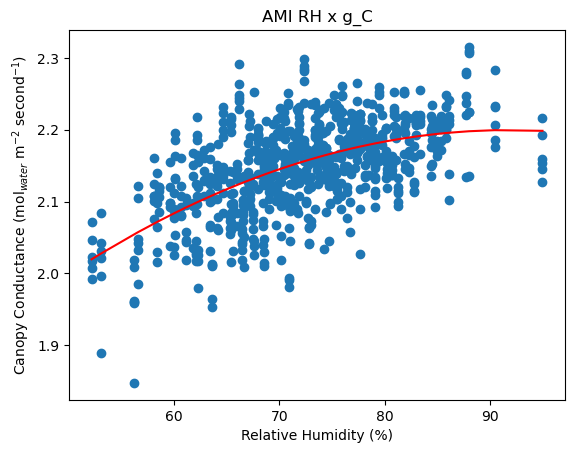 AMI RH x g_C
2.3
2.2
2.1
2.0
1.9
Canopy Conductance (mol_water m⁻² second⁻¹)
60 70 80 90
Relative Humidity (%)